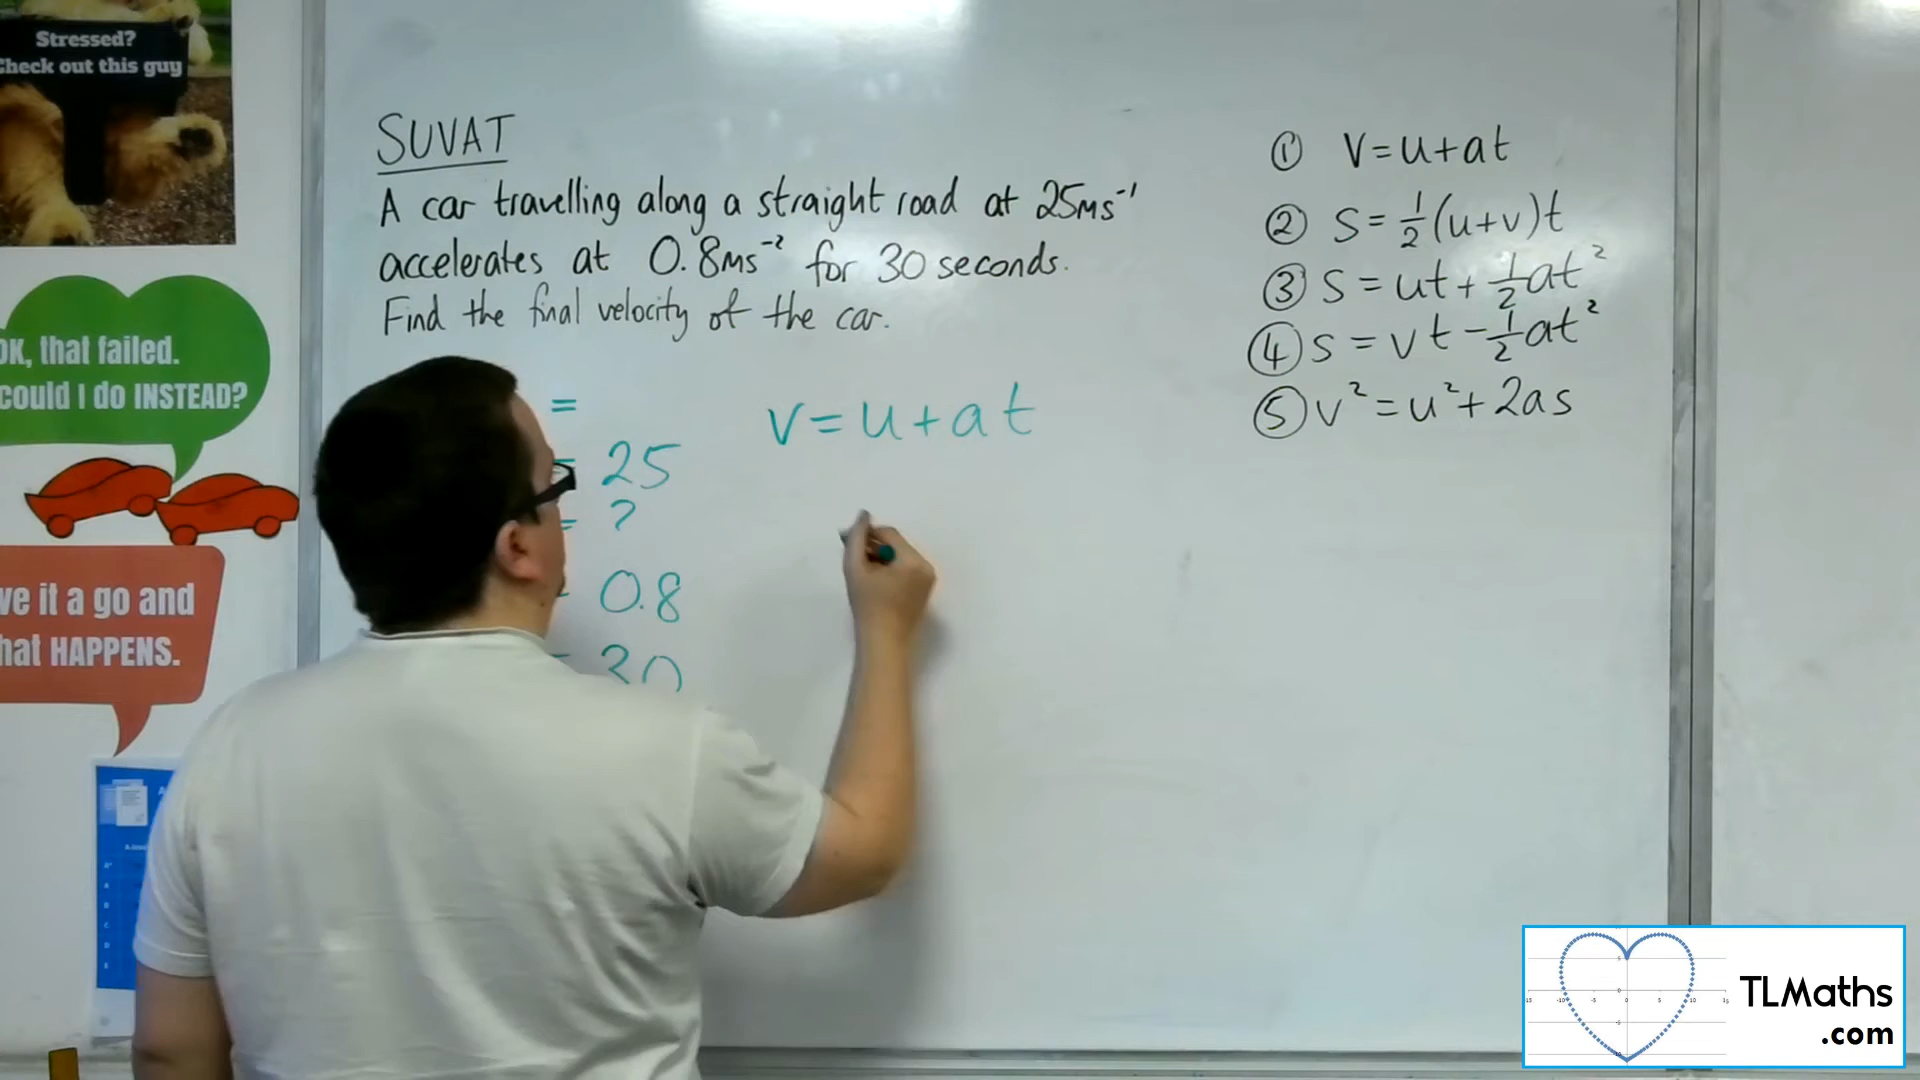 Stressed?
Check out this guy
OK, that failed.
could I do INSTEAD?
ve it a go and
hat HAPPENS.
SUVAT
A car travelling along a straight road at 25ms⁻¹
accelerates at 0.8ms⁻² for 30 seconds.
Find the final velocity of the car.
=
= 25
= ?
= 0.8
= 30
v=u+at
① v=u+at
② s=½(u+v)t
③ s=ut+½at²
④ s=vt-½at²
⑤ v²=u²+2as
TLMaths
.com